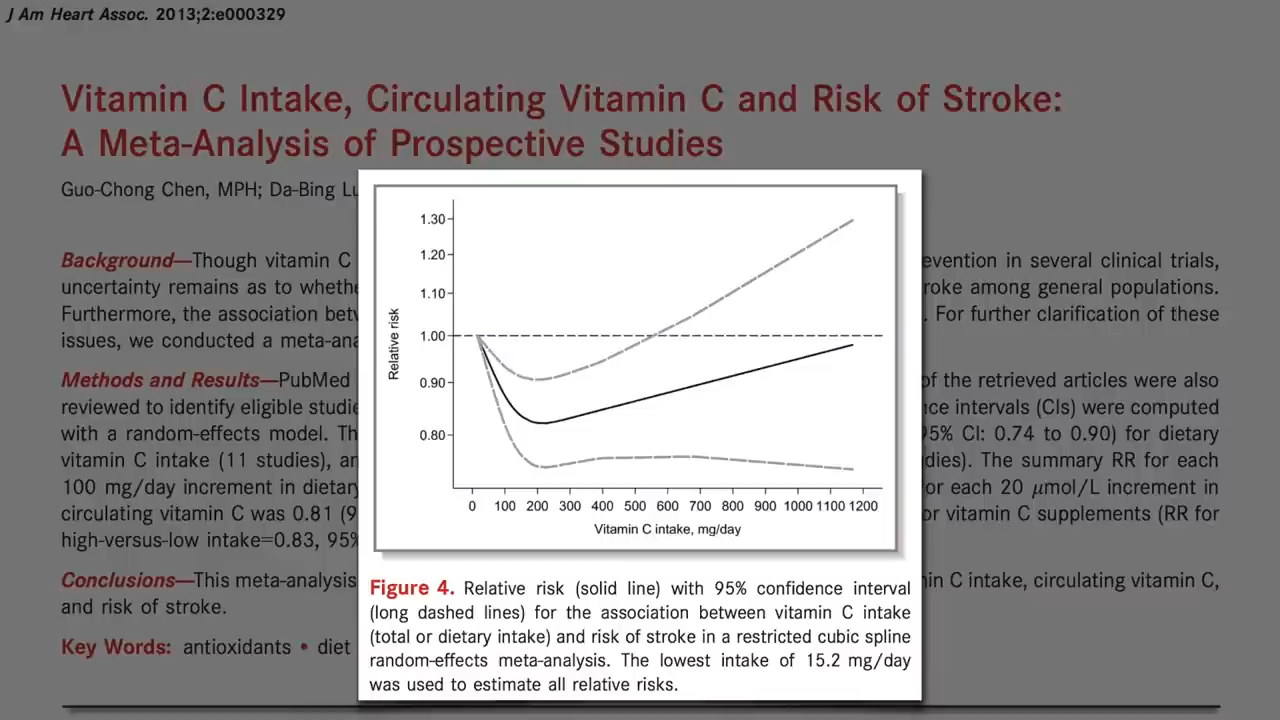 J Am Heart Assoc. 2013;2:e000329
Vitamin C Intake, Circulating Vitamin C and Risk of Stroke:
A Meta-Analysis of Prospective Studies
Guo-Chong Chen, MPH; Da-Bing
Background—Though vitamin C
evention in several clinical trials,
uncertainty remains as to
roke among general populations.
Furthermore, the association
. For further clarification of these
issues, we conducted a
Methods and Results—PubMed
of the retrieved articles were also
reviewed to identify eligible
nce intervals (CIs) were computed
with a random-effects model.
95% CI: 0.74 to 0.90) for dietary
vitamin C intake (11 studies),
dies). The summary RR for each
100 mg/day increment in dietary
or each 20 μmol/L increment in
circulating vitamin C was 0.81
or vitamin C supplements (RR for
high-versus-low intake=0.83, 95%
Conclusions—This meta-analysis
in C intake, circulating vitamin C,
and risk of stroke.
Key Words: antioxidants • diet
Relative risk
1.30
1.20
1.10
1.00
0.90
0.80
0 100 200 300 400 500 600 700 800 900 1000 1100 1200
Vitamin C intake, mg/day
Figure 4. Relative risk (solid line) with 95% confidence interval
(long dashed lines) for the association between vitamin C intake
(total or dietary intake) and risk of stroke in a restricted cubic spline
random-effects meta-analysis. The lowest intake of 15.2 mg/day
was used to estimate all relative risks.